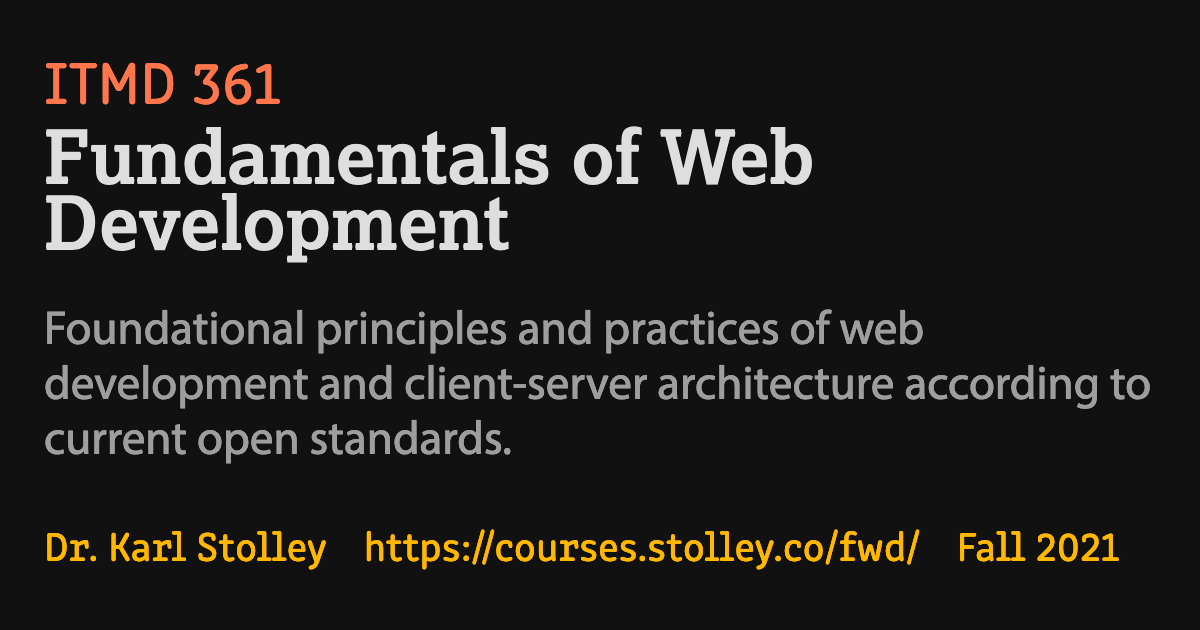 ITMD 361
Fundamentals of Web
Development
Foundational principles and practices of web
development and client-server architecture according to
current open standards.
Dr. Karl Stolley https://courses.stolley.co/fwd/ Fall 2021